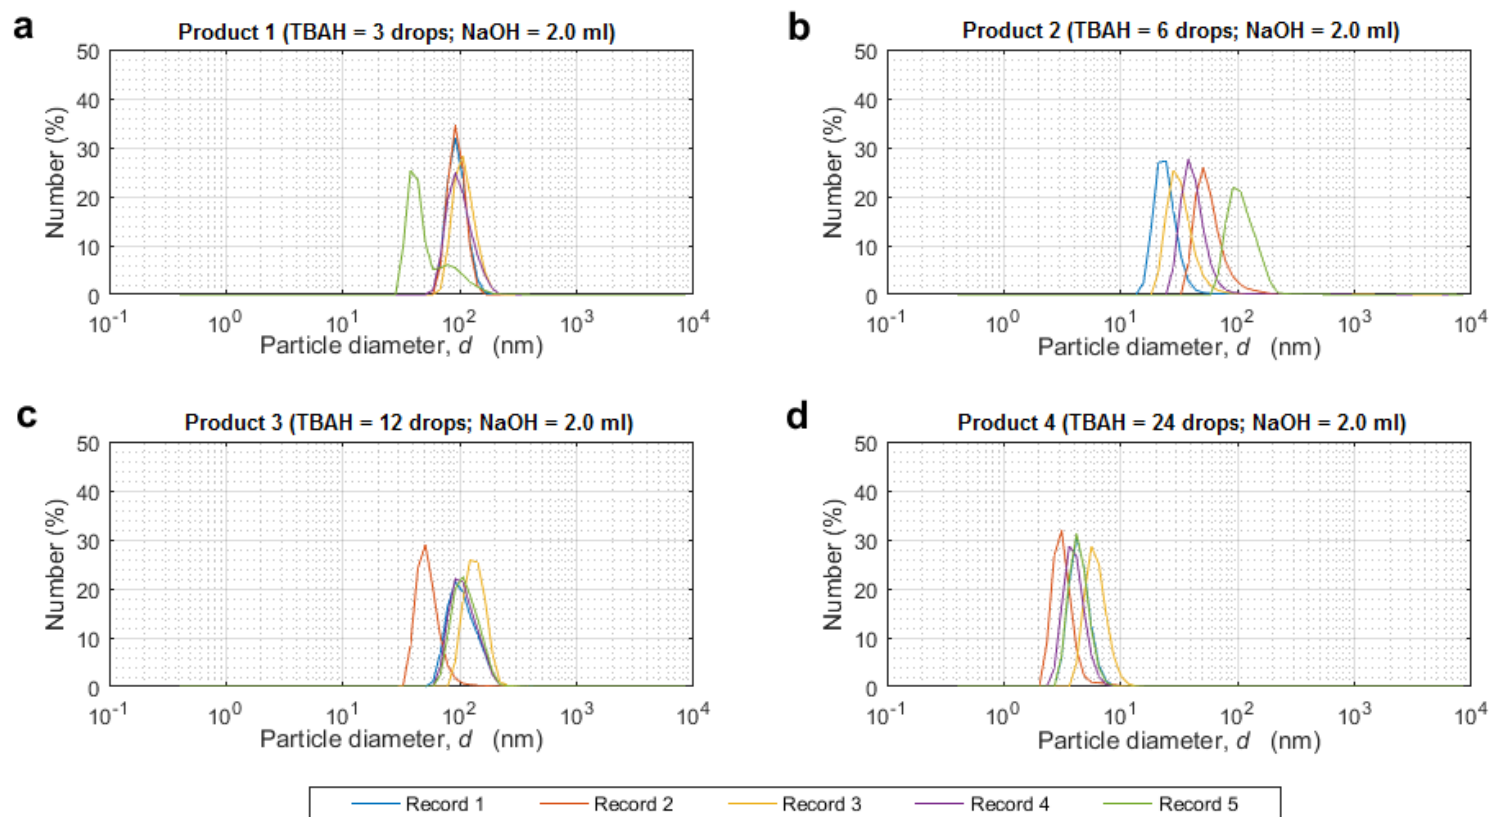 a
Product 1 (TBAH = 3 drops; NaOH = 2.0 ml)
50
40
30
20
10
0
Number (%)
10-1 100 101 102 103 104
Particle diameter, d (nm)
b
Product 2 (TBAH = 6 drops; NaOH = 2.0 ml)
50
40
30
20
10
0
Number (%)
10-1 100 101 102 103 104
Particle diameter, d (nm)
c
Product 3 (TBAH = 12 drops; NaOH = 2.0 ml)
50
40
30
20
10
0
Number (%)
10-1 100 101 102 103 104
Particle diameter, d (nm)
d
Product 4 (TBAH = 24 drops; NaOH = 2.0 ml)
50
40
30
20
10
0
Number (%)
10-1 100 101 102 103 104
Particle diameter, d (nm)
Record 1 Record 2 Record 3 Record 4 Record 5